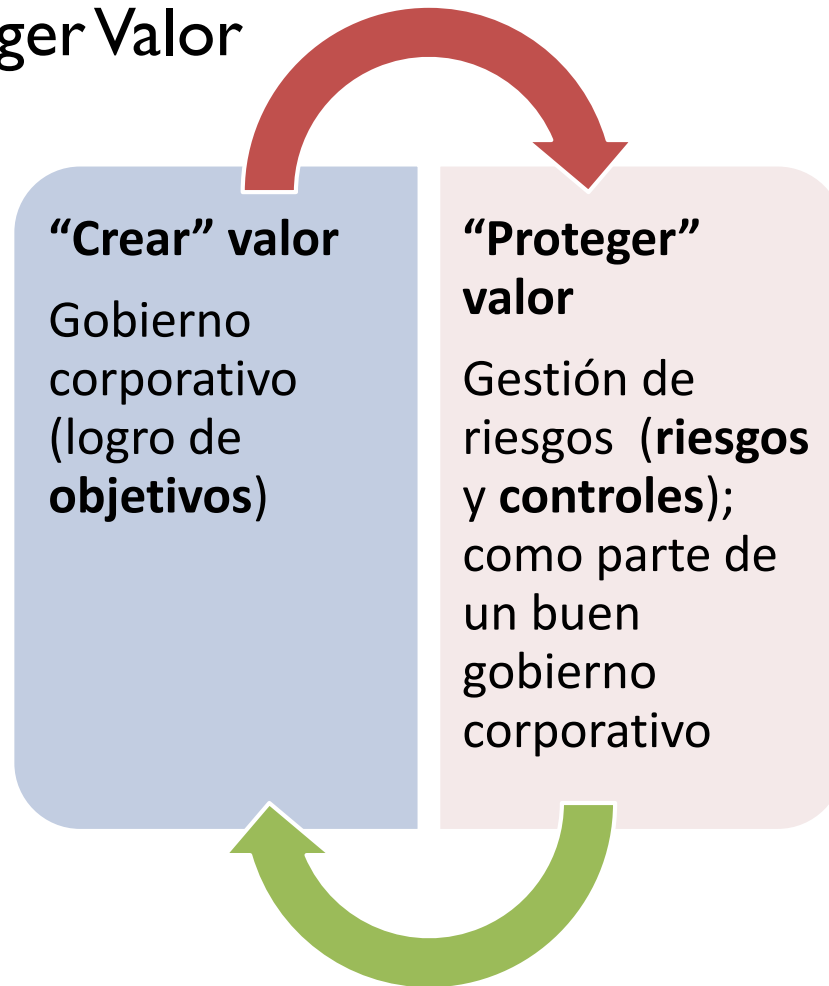 ger Valor
“Crear” valor
Gobierno
corporativo
(logro de
objetivos)
“Proteger”
valor
Gestión de
riesgos (riesgos
y controles);
como parte de
un buen
gobierno
corporativo